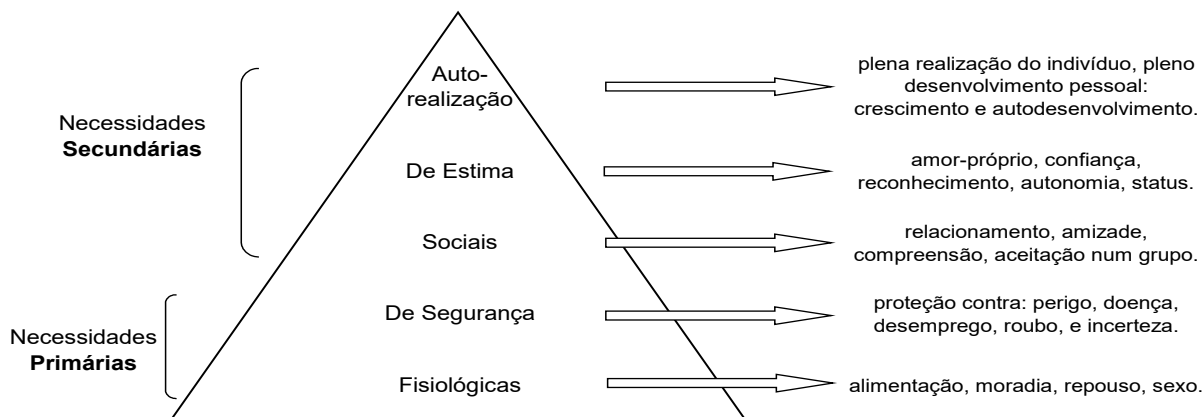 Auto-
realização
plena realização do indivíduo, pleno
desenvolvimento pessoal:
crescimento e autodesenvolvimento.
Necessidades
Secundárias
De Estima
amor-próprio, confiança,
reconhecimento, autonomia, status.
Sociais
relacionamento, amizade,
compreensão, aceitação num grupo.
Necessidades
Primárias
De Segurança
proteção contra: perigo, doença,
desemprego, roubo, e incerteza.
Fisiológicas
alimentação, moradia, repouso, sexo.